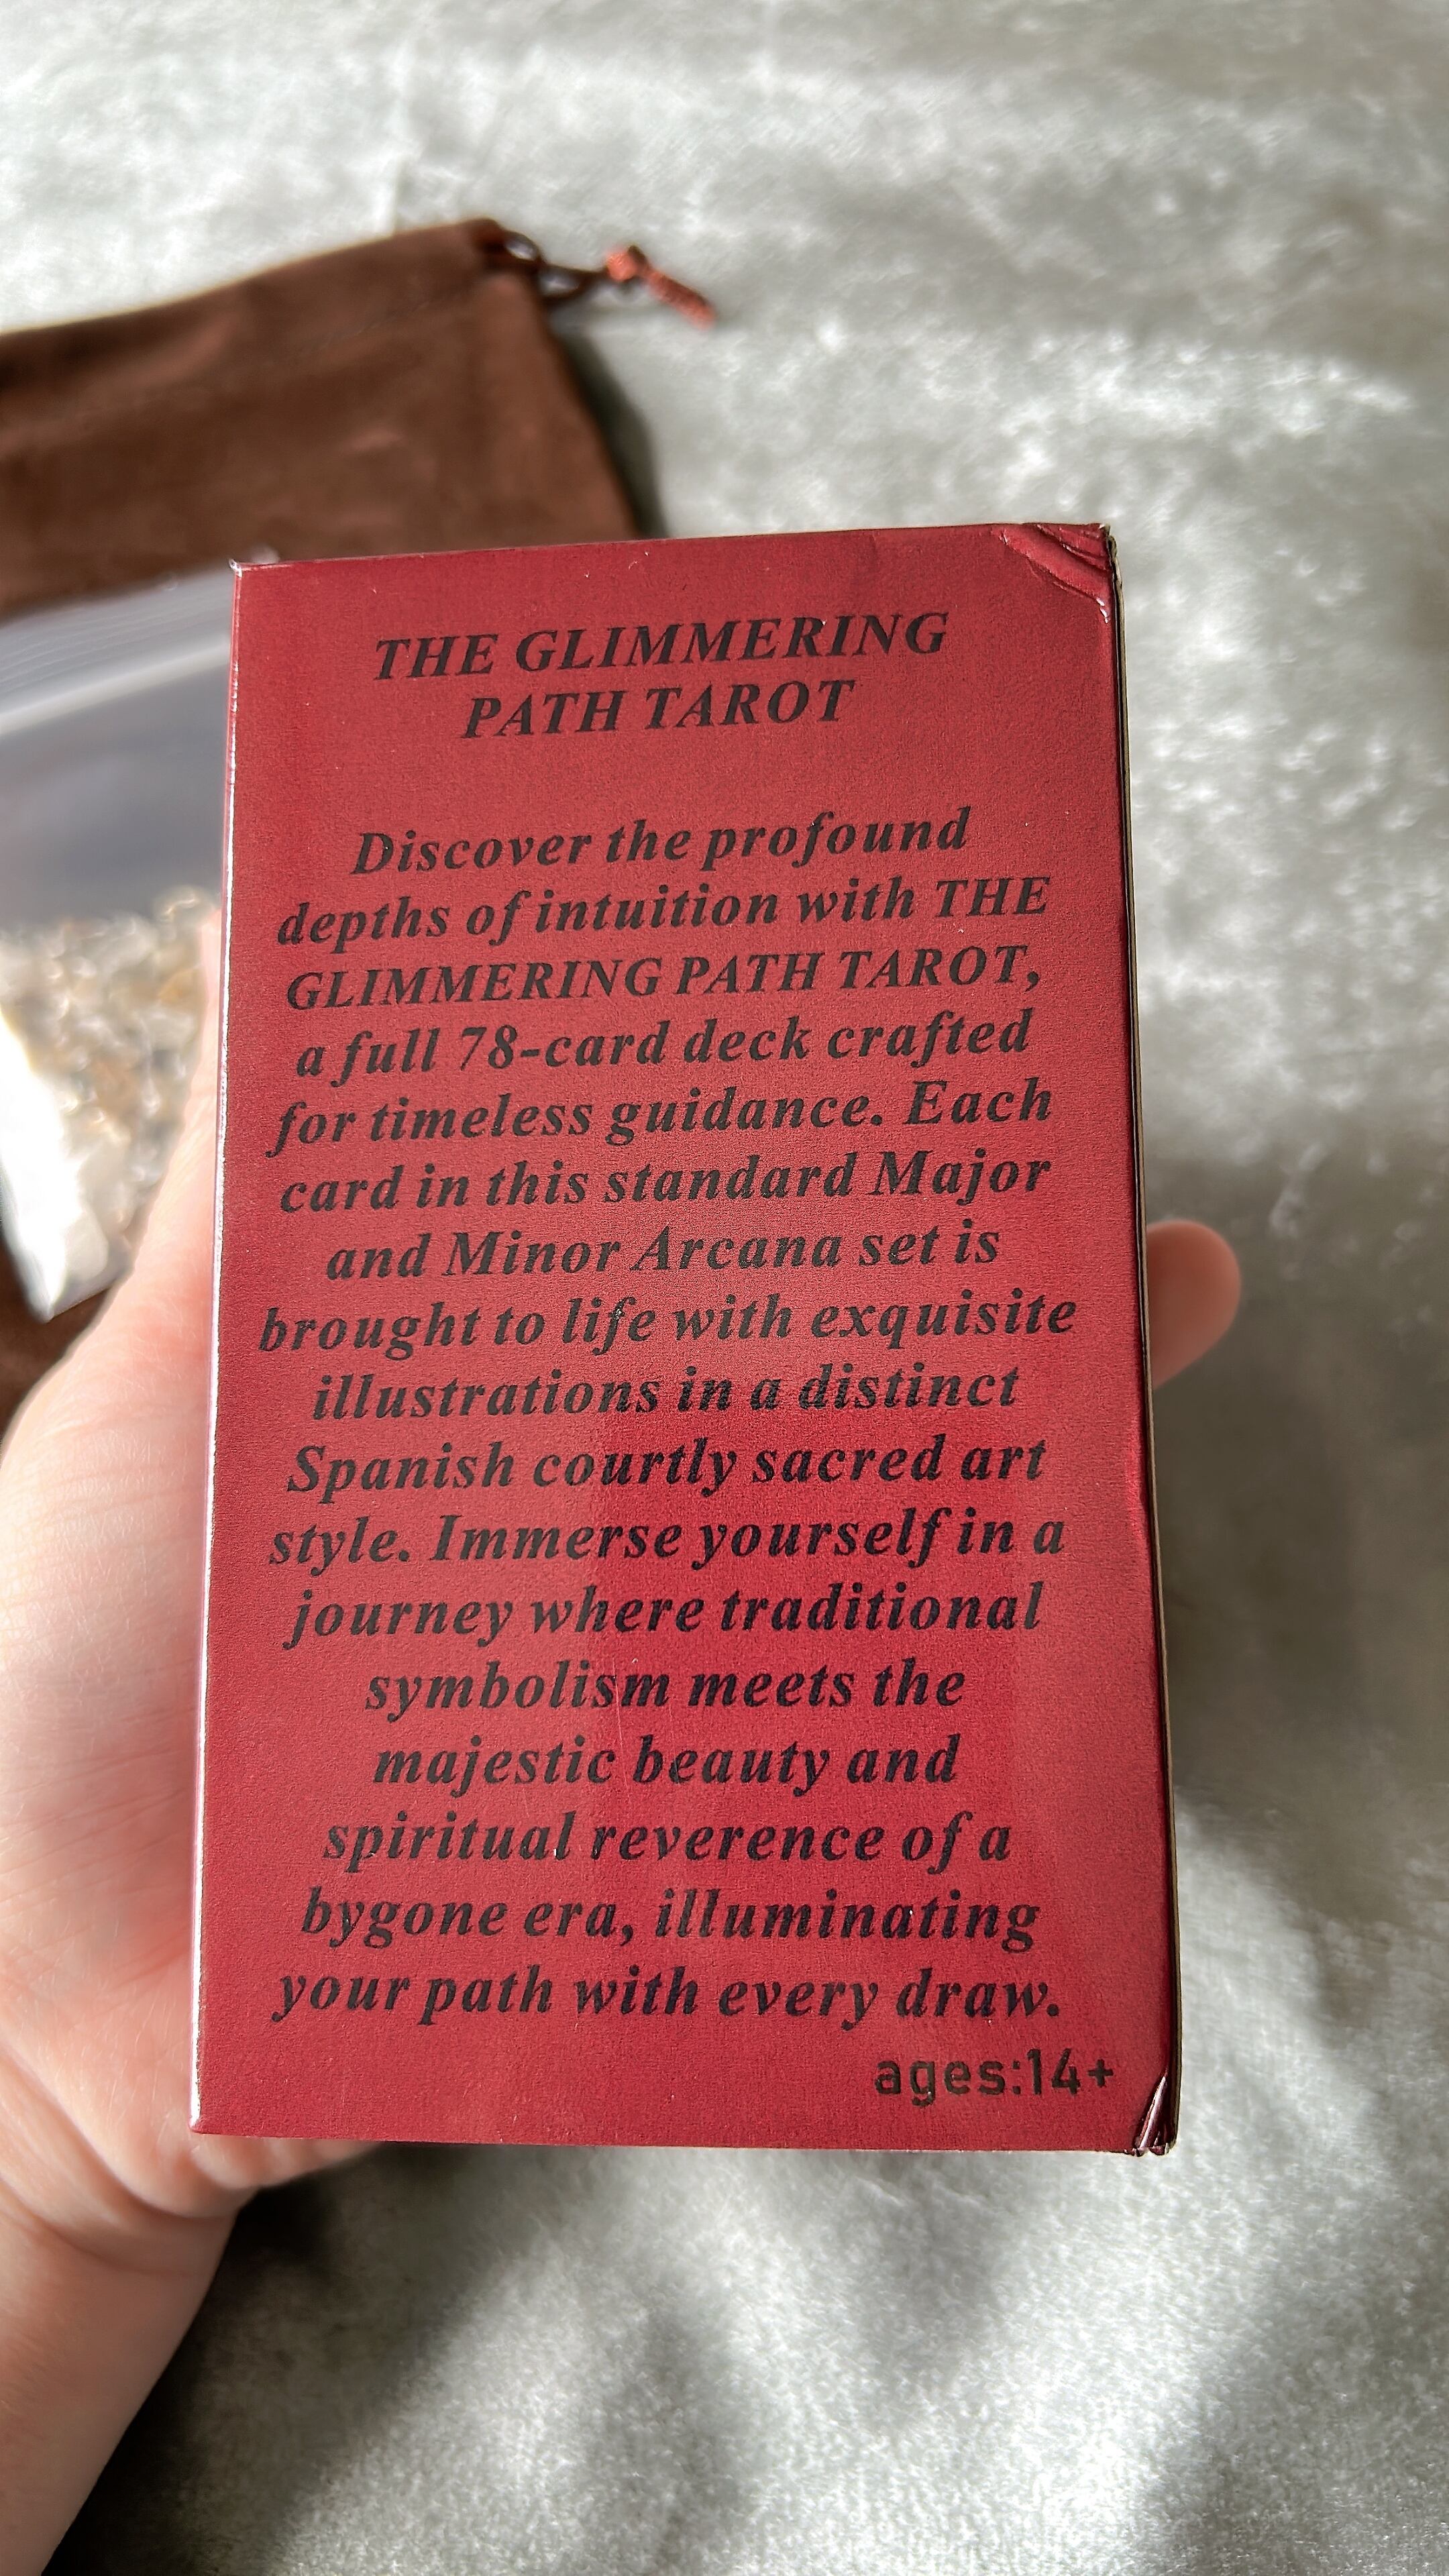 THE GLIMMERING
PATH TAROT
Discover the profound
depths of intuition with THE
GLIMMERING PATH TAROT,
a full 78-card deck crafted
for timeless guidance. Each
card in this standard Major
and Minor Arcana set is
brought to life with exquisite
illustrations in a distinct
Spanish courtly sacred art
style. Immerse yourself in a
journey where traditional
symbolism meets the
majestic beauty and
spiritual reverence of a
bygone era, illuminating
your path with every draw.
ages:14+